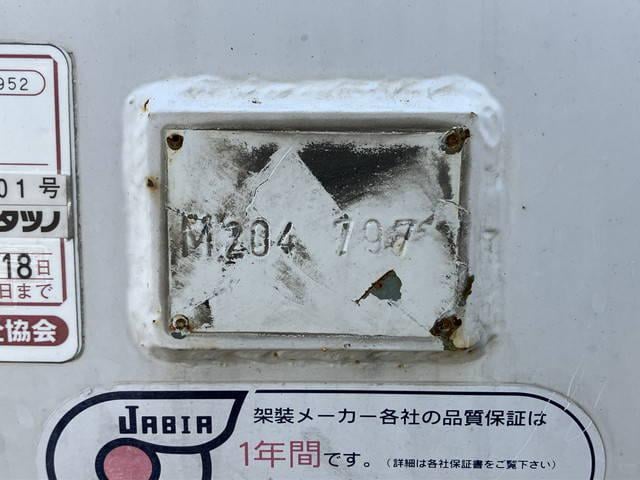 952
01号
タツノ
18日
日まで
協会
M204 797
JABIA
架装メーカー各社の品質保証は
1年間です。(詳細は各社保証書をご覧下さい)